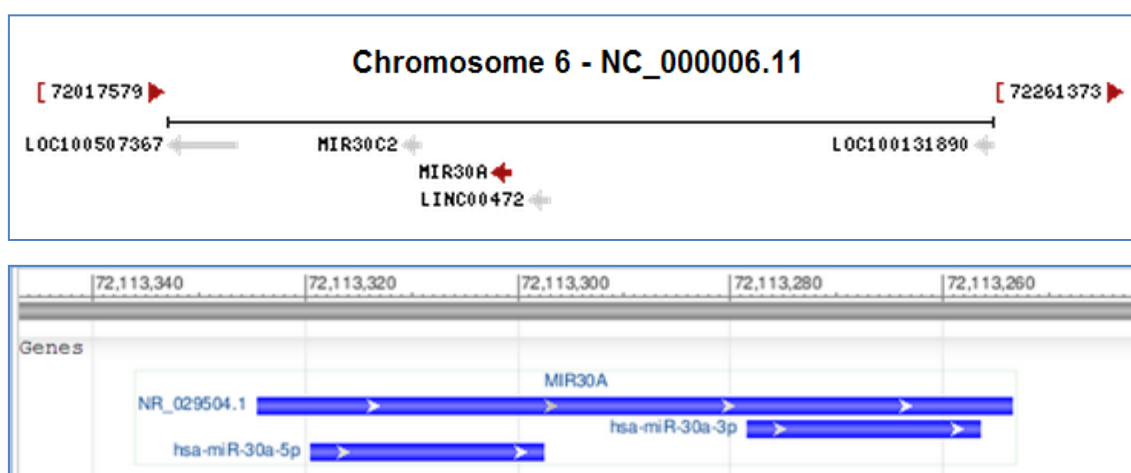 Chromosome 6 - NC_000006.11
[ 72017579
[ 72261373
LOC100507367
MIR30C2
LOC100131890
MIR30A
LINC00472
72,113,340
72,113,320
72,113,300
72,113,280
72,113,260
Genes
MIR30A
NR_029504.1
hsa-miR-30a-3p
hsa-miR-30a-5p